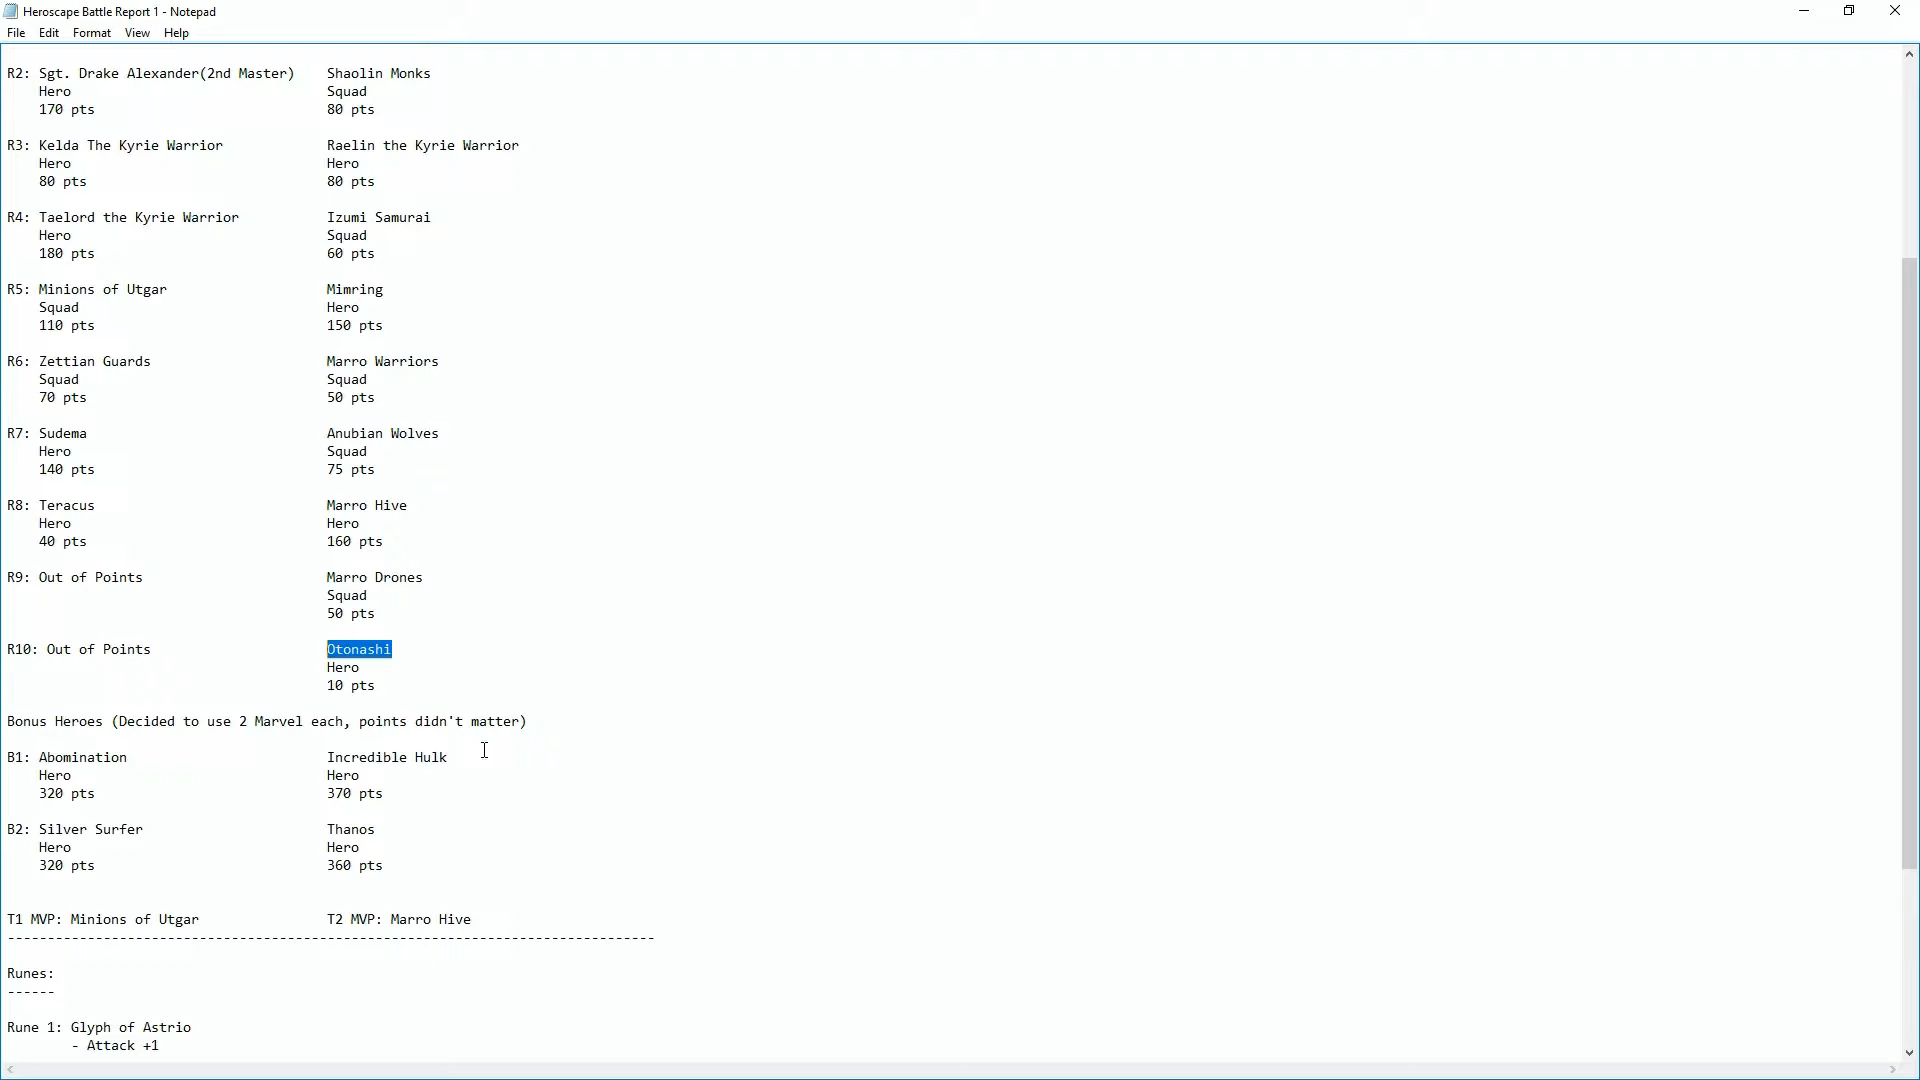 Heroscape Battle Report 1 - Notepad
File Edit Format View Help
R2: Sgt. Drake Alexander(2nd Master) Shaolin Monks
Hero Squad
170 pts 80 pts
R3: Kelda The Kyrie Warrior Raelin the Kyrie Warrior
Hero Hero
80 pts 80 pts
R4: Taelord the Kyrie Warrior Izumi Samurai
Hero Squad
180 pts 60 pts
R5: Minions of Utgar Mimring
Squad Hero
110 pts 150 pts
R6: Zettian Guards Marro Warriors
Squad Squad
70 pts 50 pts
R7: Sudema Anubian Wolves
Hero Squad
140 pts 75 pts
R8: Teracus Marro Hive
Hero Hero
40 pts 160 pts
R9: Out of Points Marro Drones
Squad
50 pts
R10: Out of Points Otonashi
Hero
10 pts
Bonus Heroes (Decided to use 2 Marvel each, points didn't matter)
B1: Abomination Incredible Hulk
Hero Hero
320 pts 370 pts
B2: Silver Surfer Thanos
Hero Hero
320 pts 360 pts
T1 MVP: Minions of Utgar T2 MVP: Marro Hive
---------------------------------------------------------------------------------
Runes:
------
Rune 1: Glyph of Astrio
- Attack +1